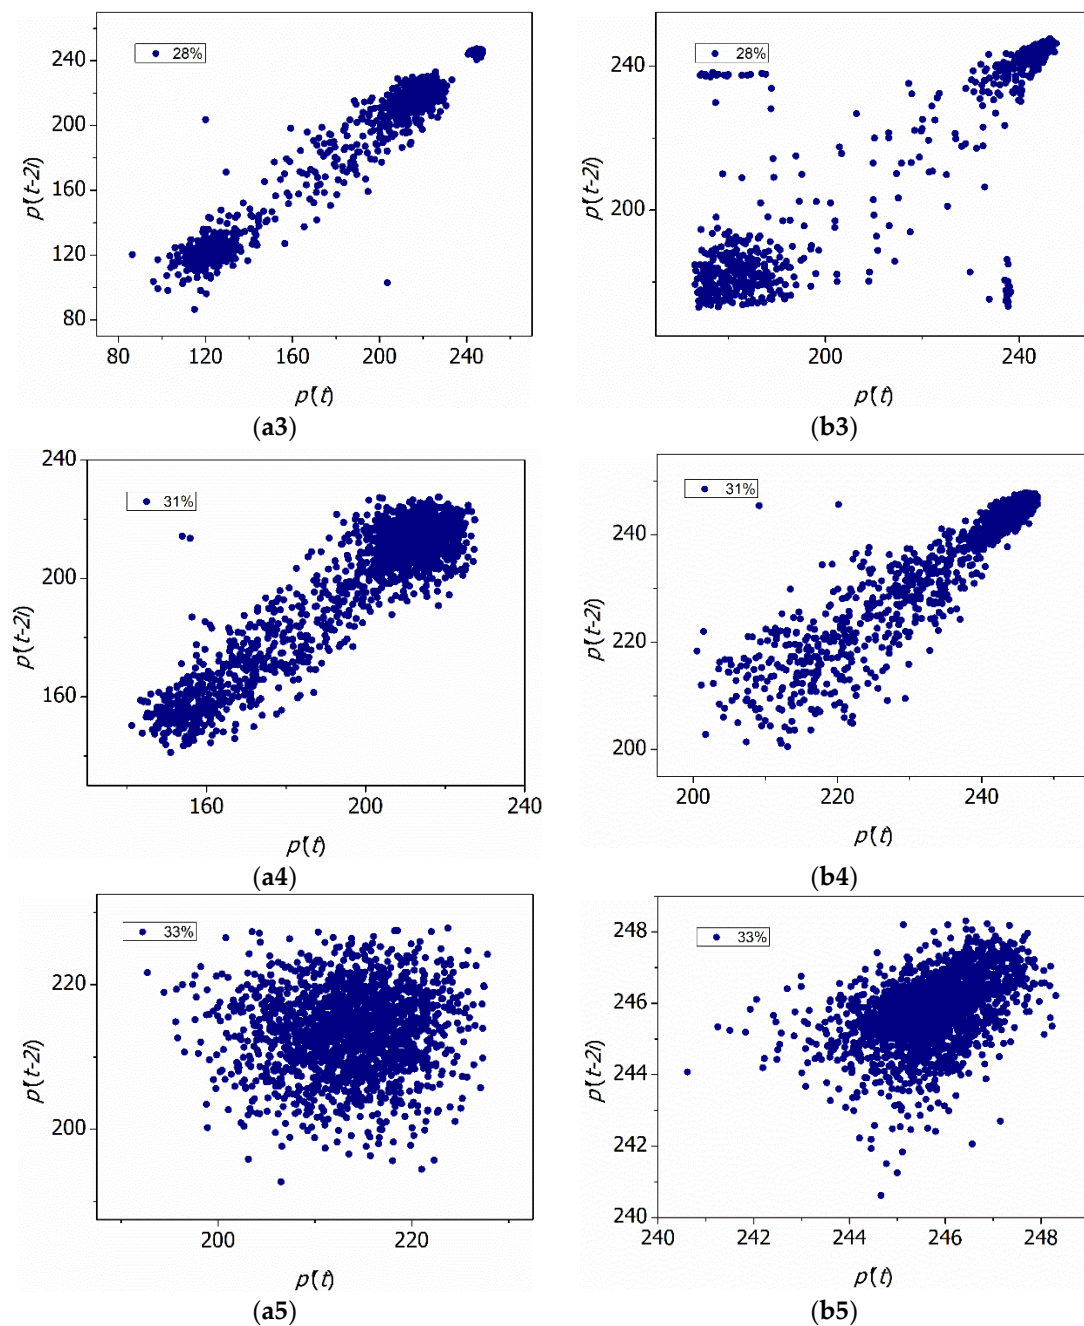 28%
240
200
160
120
80
p(t-2l)
80 120 160 200 240
p(t)
(a3)
28%
240
200
p(t-2l)
200 240
p(t)
(b3)
31%
240
200
160
p(t-2l)
160 200 240
p(t)
(a4)
31%
240
220
200
p(t-2l)
200 220 240
p(t)
(b4)
33%
220
200
p(t-2l)
200 220
p(t)
(a5)
33%
248
246
244
242
240
p(t-2l)
240 242 244 246 248
p(t)
(b5)